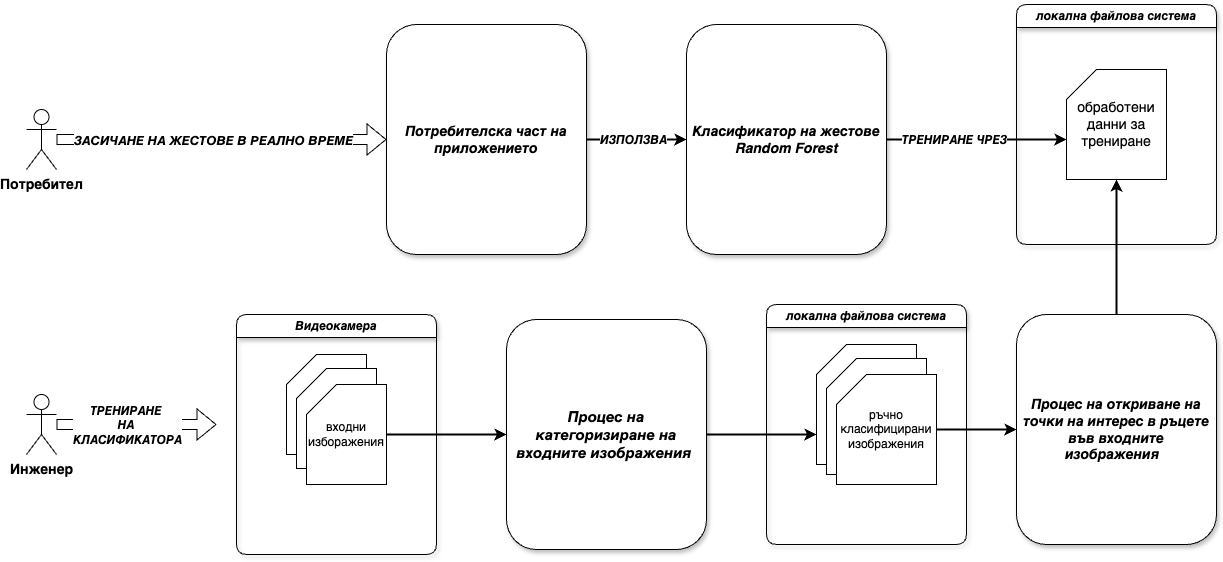 локална файлова система
Потребител
ЗАСИЧАНЕ НА ЖЕСТОВЕ В РЕАЛНО ВРЕМЕ
Потребителска част на
приложението
ИЗПОЛЗВА
Класификатор на жестове
Random Forest
ТРЕНИРАНЕ ЧРЕЗ
обработени
данни за
трениране
Инженер
ТРЕНИРАНЕ
НА
КЛАСИФИКАТОРА
Видеокамера
входни
изборажения
Процес на
категоризиране на
входните изображения
локална файлова система
ръчно
класифицирани
изображения
Процес на откриване на
точки на интерес в ръцете
във входните
изображения